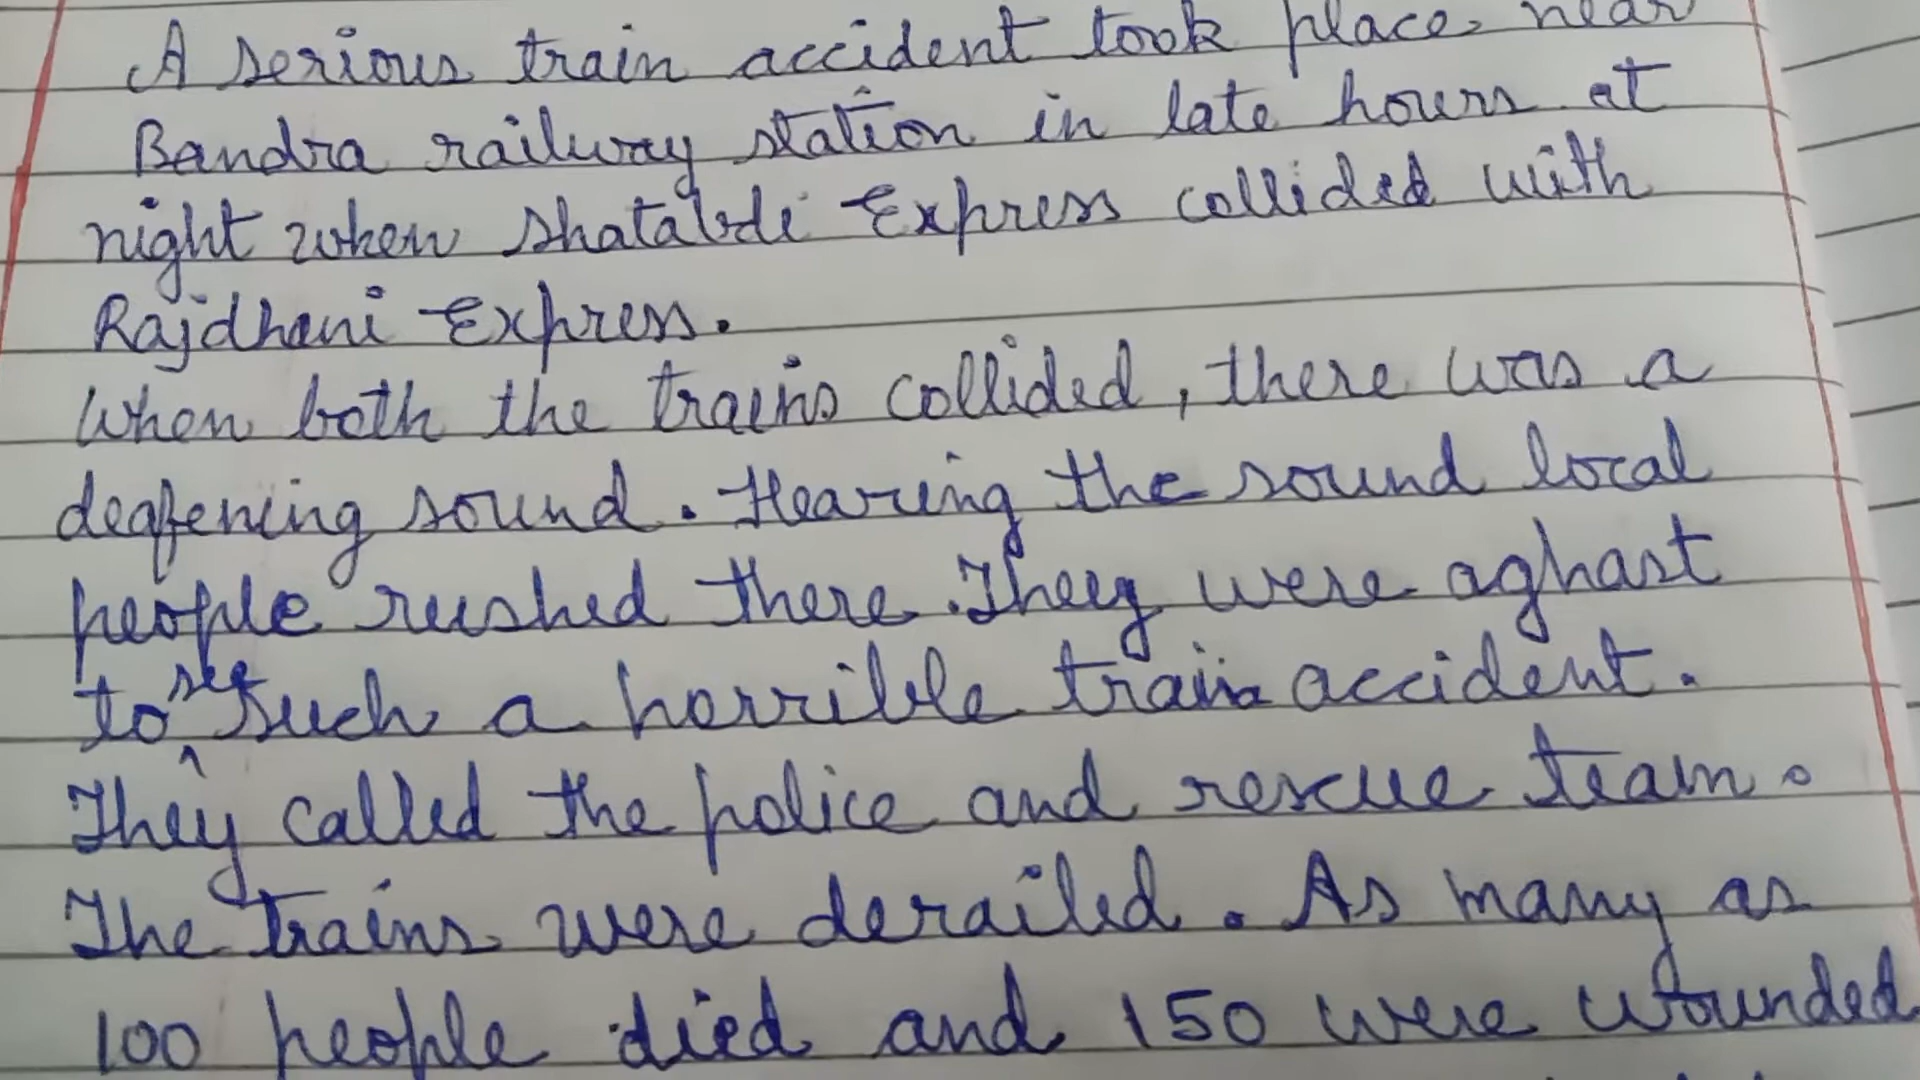 A serious train accident took place near
Bandra railway station in late hours at
night when Shatabdi Express collided with
Rajdhani Express.
When both the trains collided, there was a
deafening sound. Hearing the sound local
people rushed there. They were aghast
to see such a horrible train accident.
They called the police and rescue team.
The trains were derailed. As many as
100 people died and 150 were wounded